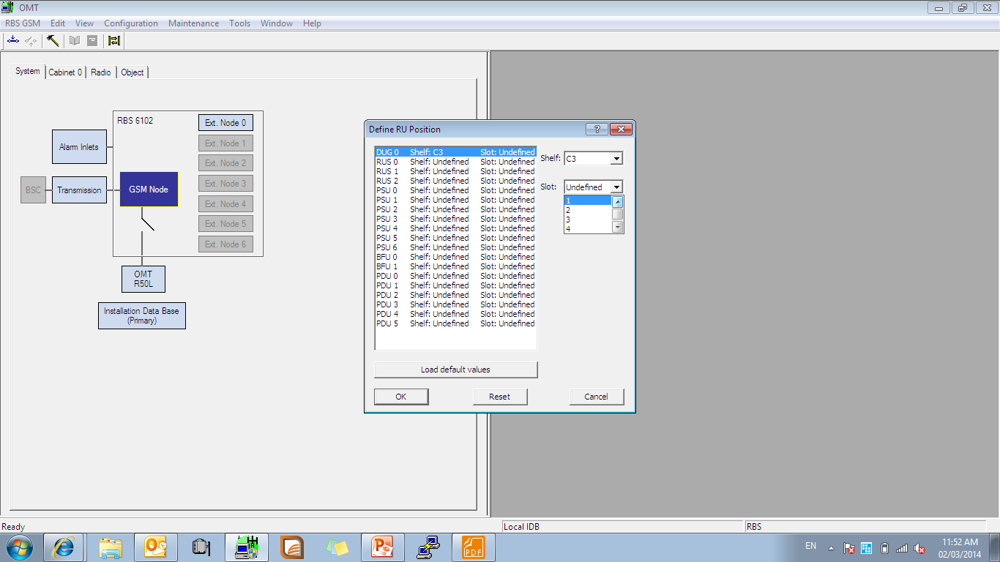 OMT
RBS GSM Edit View Configuration Maintenance Tools Window Help
System Cabinet 0 Radio Object
RBS 6102
Ext. Node 0
Ext. Node 1
Ext. Node 2
Ext. Node 3
Ext. Node 4
Ext. Node 5
Ext. Node 6
Alarm Inlets
BSC
Transmission
GSM Node
OMT
R50L
Installation Data Base
(Primary)
Define RU Position
DUG 0 Shelf: C3 Slot: Undefined
RUS 0 Shelf: Undefined Slot: Undefined
RUS 1 Shelf: Undefined Slot: Undefined
RUS 2 Shelf: Undefined Slot: Undefined
PSU 0 Shelf: Undefined Slot: Undefined
PSU 1 Shelf: Undefined Slot: Undefined
PSU 2 Shelf: Undefined Slot: Undefined
PSU 3 Shelf: Undefined Slot: Undefined
PSU 4 Shelf: Undefined Slot: Undefined
PSU 5 Shelf: Undefined Slot: Undefined
PSU 6 Shelf: Undefined Slot: Undefined
BFU 0 Shelf: Undefined Slot: Undefined
BFU 1 Shelf: Undefined Slot: Undefined
PDU 0 Shelf: Undefined Slot: Undefined
PDU 1 Shelf: Undefined Slot: Undefined
PDU 2 Shelf: Undefined Slot: Undefined
PDU 3 Shelf: Undefined Slot: Undefined
PDU 4 Shelf: Undefined Slot: Undefined
PDU 5 Shelf: Undefined Slot: Undefined
Shelf: C3
Slot: Undefined
1
2
3
4
Load default values
OK Reset Cancel
Ready Local IDB RBS
PDF
EN
11:52 AM
02/03/2014